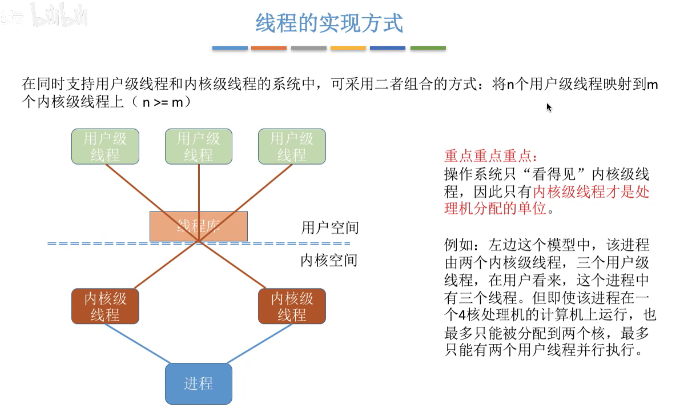 bilibili
线程的实现方式
在同时支持用户级线程和内核级线程的系统中，可采用二者组合的方式：将n个用户级线程映射到m
个内核级线程上（ n >= m）
用户级
线程
用户级
线程
用户级
线程
线程库
用户空间
内核空间
内核级
线程
内核级
线程
进程
重点重点重点：
操作系统只“看得见”内核级线
程，因此只有内核级线程才是处
理机分配的单位。
例如：左边这个模型中，该进程
由两个内核级线程，三个用户级
线程，在用户看来，这个进程中
有三个线程。但即使该进程在一
个4核处理机的计算机上运行，也
最多只能被分配到两个核，最多
只能有两个用户线程并行执行。